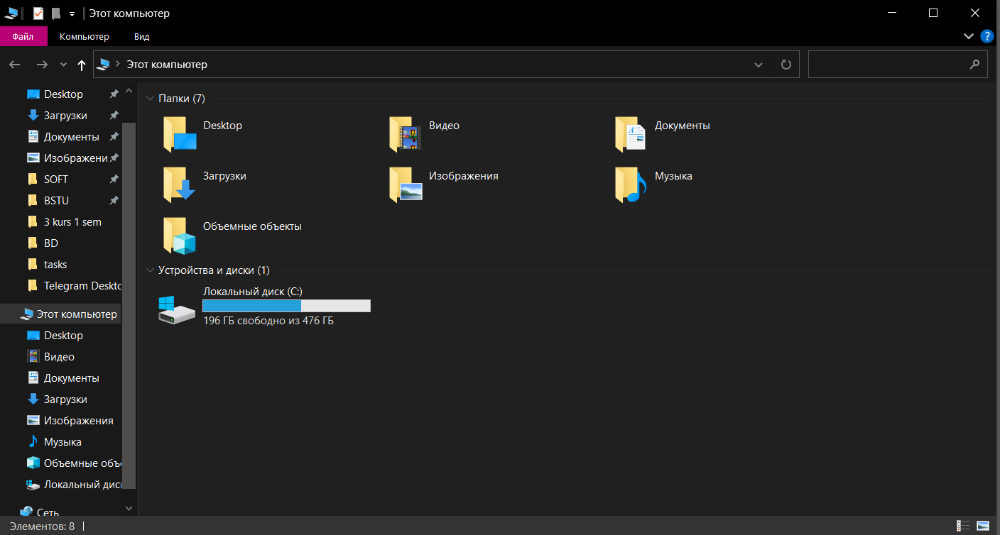 Этот компьютер
Файл Компьютер Вид ?
Этот компьютер
Desktop
Загрузки
Документы
Изображени
SOFT
BSTU
3 kurs 1 sem
BD
tasks
Telegram Deskto
Этот компьютер
Desktop
Видео
Документы
Загрузки
Изображения
Музыка
Объемные объ
Локальный дис
Сеть
Папки (7)
Desktop Видео Документы
Загрузки Изображения Музыка
Объемные объекты
Устройства и диски (1)
Локальный диск (C:)
196 ГБ свободно из 476 ГБ
Элементов: 8